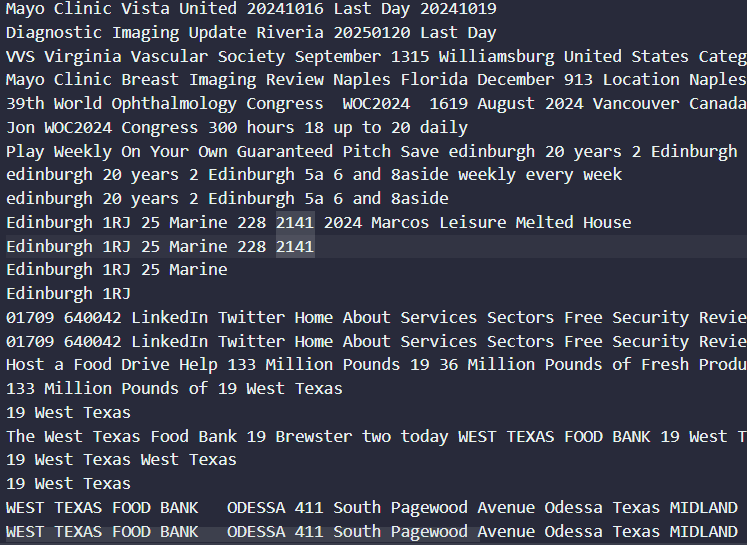 Mayo Clinic Vista United 20241016 Last Day 20241019
Diagnostic Imaging Update Riveria 20250120 Last Day
VVS Virginia Vascular Society September 1315 Williamsburg United States Categ
Mayo Clinic Breast Imaging Review Naples Florida December 913 Location Naples
39th World Ophthalmology Congress  WOC2024  1619 August 2024 Vancouver Canada
Jon WOC2024 Congress 300 hours 18 up to 20 daily
Play Weekly On Your Own Guaranteed Pitch Save edinburgh 20 years 2 Edinburgh
edinburgh 20 years 2 Edinburgh 5a 6 and 8aside weekly every week
edinburgh 20 years 2 Edinburgh 5a 6 and 8aside
Edinburgh 1RJ 25 Marine 228 2141 2024 Marcos Leisure Melted House
Edinburgh 1RJ 25 Marine 228 2141
Edinburgh 1RJ 25 Marine
Edinburgh 1RJ
01709 640042 LinkedIn Twitter Home About Services Sectors Free Security Revie
01709 640042 LinkedIn Twitter Home About Services Sectors Free Security Revie
Host a Food Drive Help 133 Million Pounds 19 36 Million Pounds of Fresh Produ
133 Million Pounds of 19 West Texas
19 West Texas
The West Texas Food Bank 19 Brewster two today WEST TEXAS FOOD BANK 19 West T
19 West Texas West Texas
19 West Texas
WEST TEXAS FOOD BANK   ODESSA 411 South Pagewood Avenue Odessa Texas MIDLAND
WEST TEXAS FOOD BANK   ODESSA 411 South Pagewood Avenue Odessa Texas MIDLAND